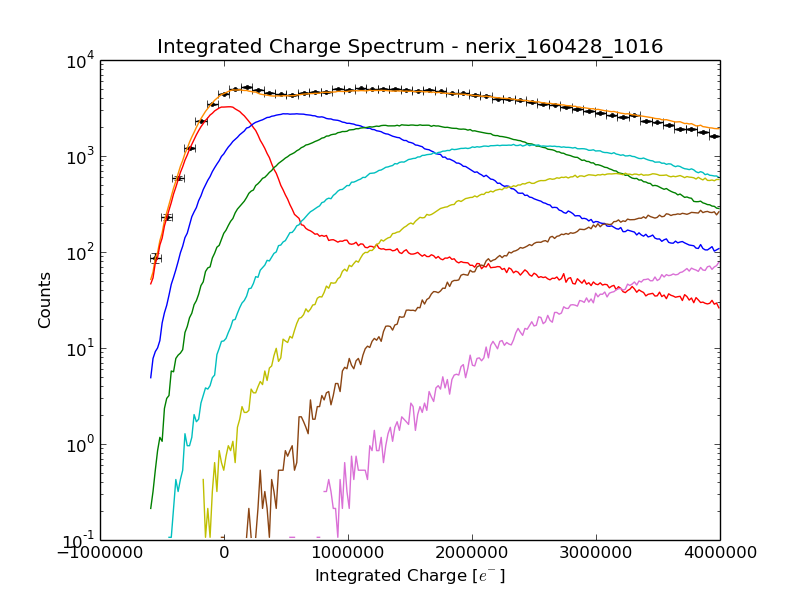 Integrated Charge Spectrum - nerix_160428_1016
Counts
10^4
10^3
10^2
10^1
10^0
10^-1
−1000000 0 1000000 2000000 3000000 4000000
Integrated Charge [e^−]